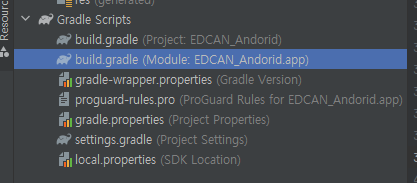 res (generated)
Gradle Scripts
build.gradle (Project: EDCAN_Andorid)
build.gradle (Module: EDCAN_Andorid.app)
gradle-wrapper.properties (Gradle Version)
proguard-rules.pro (ProGuard Rules for EDCAN_Andorid.app)
gradle.properties (Project Properties)
settings.gradle (Project Settings)
local.properties (SDK Location)
Resourc